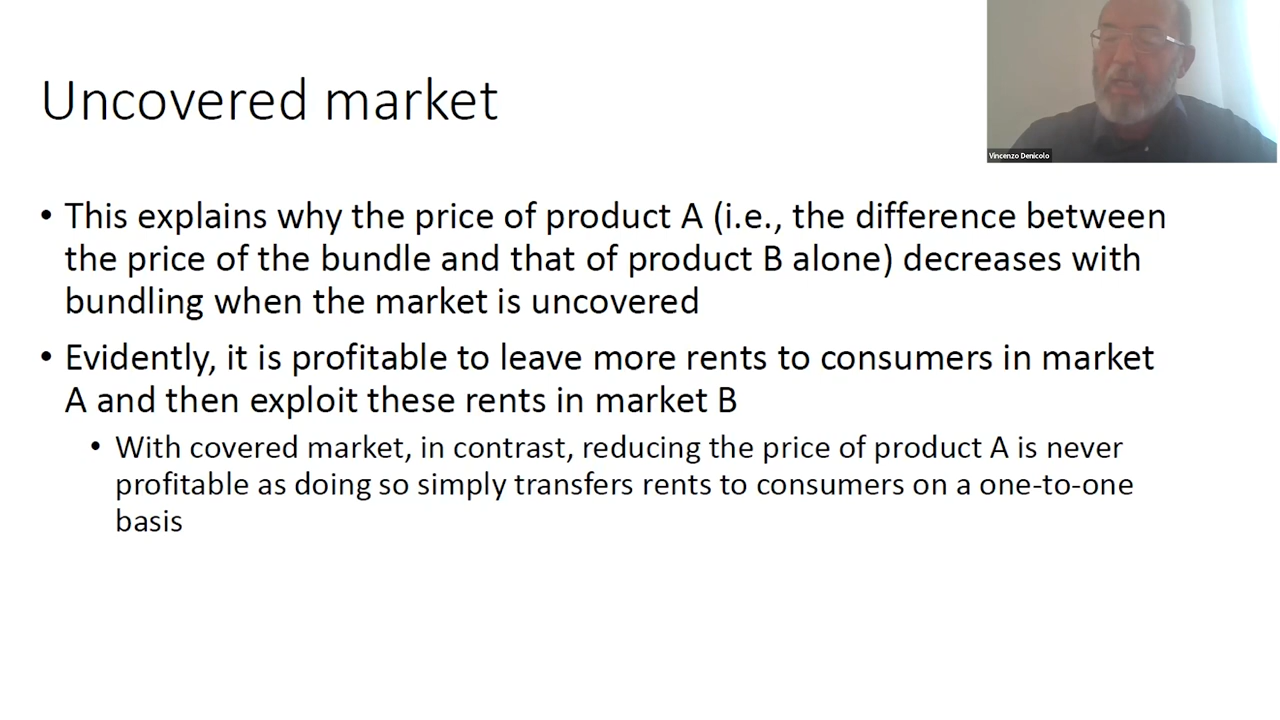 Uncovered market
Vincenzo Denicolo
• This explains why the price of product A (i.e., the difference between
the price of the bundle and that of product B alone) decreases with
bundling when the market is uncovered
• Evidently, it is profitable to leave more rents to consumers in market
A and then exploit these rents in market B
• With covered market, in contrast, reducing the price of product A is never
profitable as doing so simply transfers rents to consumers on a one-to-one
basis